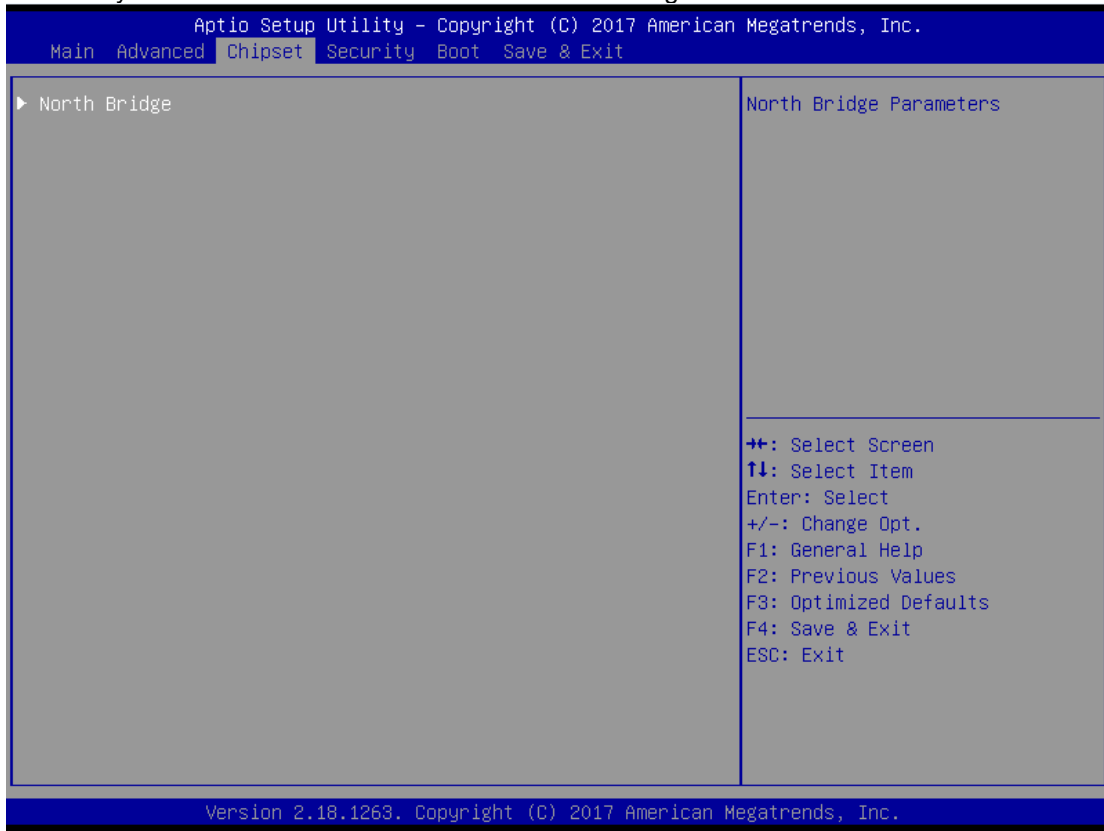 Aptio Setup Utility – Copyright (C) 2017 American Megatrends, Inc.
Main Advanced Chipset Security Boot Save & Exit
► North Bridge
North Bridge Parameters
→←: Select Screen
↑↓: Select Item
Enter: Select
+/-: Change Opt.
F1: General Help
F2: Previous Values
F3: Optimized Defaults
F4: Save & Exit
ESC: Exit
Version 2.18.1263. Copyright (C) 2017 American Megatrends, Inc.